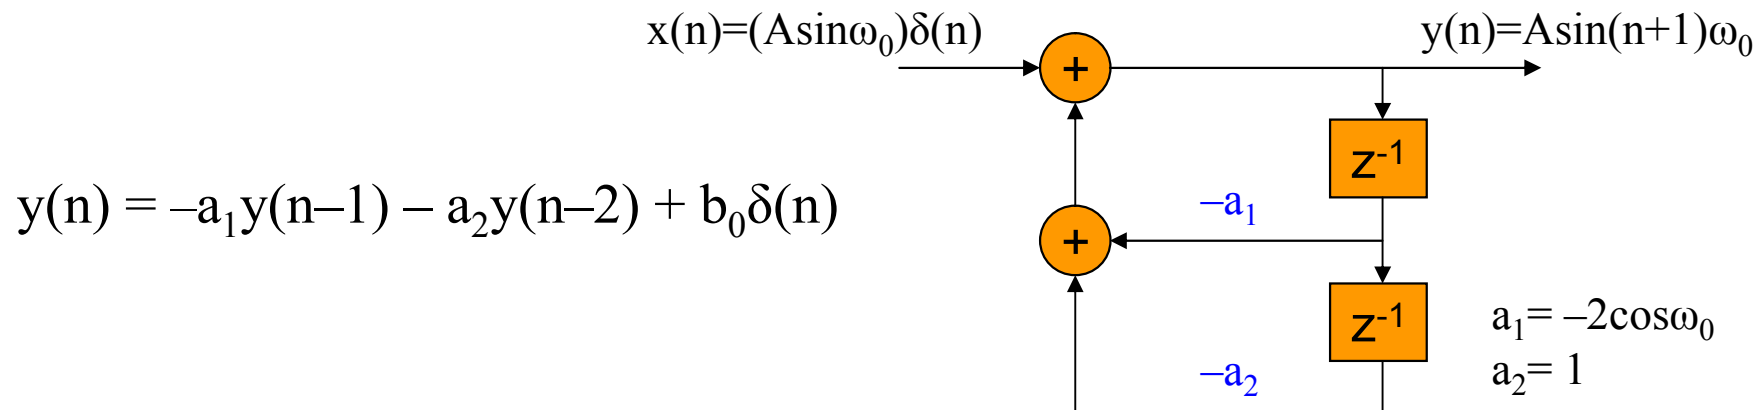 x(n)=(Asinω₀)δ(n)
y(n)=Asin(n+1)ω₀
+
z⁻¹
y(n) = –a₁y(n–1) – a₂y(n–2) + b₀δ(n)
–a₁
+
z⁻¹
a₁= –2cosω₀
–a₂
a₂= 1